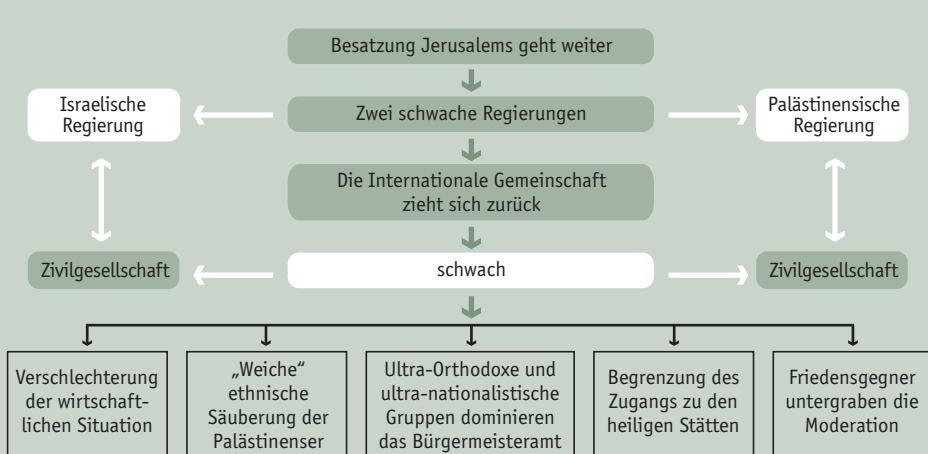 Besatzung Jerusalems geht weiter
Israelische
Regierung
Zwei schwache Regierungen
Palästinensische
Regierung
Die Internationale Gemeinschaft
zieht sich zurück
Zivilgesellschaft
schwach
Zivilgesellschaft
Verschlechterung
der wirtschaft-
lichen Situation
„Weiche“
ethnische
Säuberung der
Palästinenser
Ultra-Orthodoxe und
ultra-nationalistische
Gruppen dominieren
das Bürgermeisteramt
Begrenzung des
Zugangs zu den
heiligen Stätten
Friedensgegner
untergraben die
Moderation